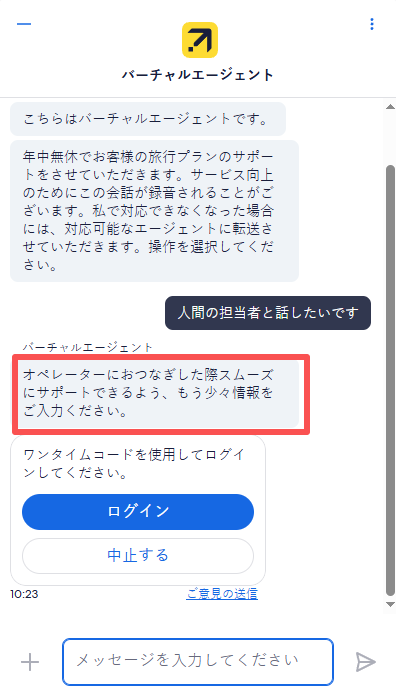 バーチャルエージェント
こちらはバーチャルエージェントです。
年中無休でお客様の旅行プランのサポー
トをさせていただきます。サービス向上
のためにこの会話が録音されることがご
ざいます。私で対応できなくなった場合
には、対応可能なエージェントに転送さ
せていただきます。操作を選択してくだ
さい。
人間の担当者と話したいです
バーチャルエージェント
オペレーターにおつなぎした際スムーズ
にサポートできるよう、もう少々情報を
ご入力ください。
ワンタイムコードを使用してログイ
ンしてください。
ログイン
中止する
10:23 ご意見の送信
メッセージを入力してください